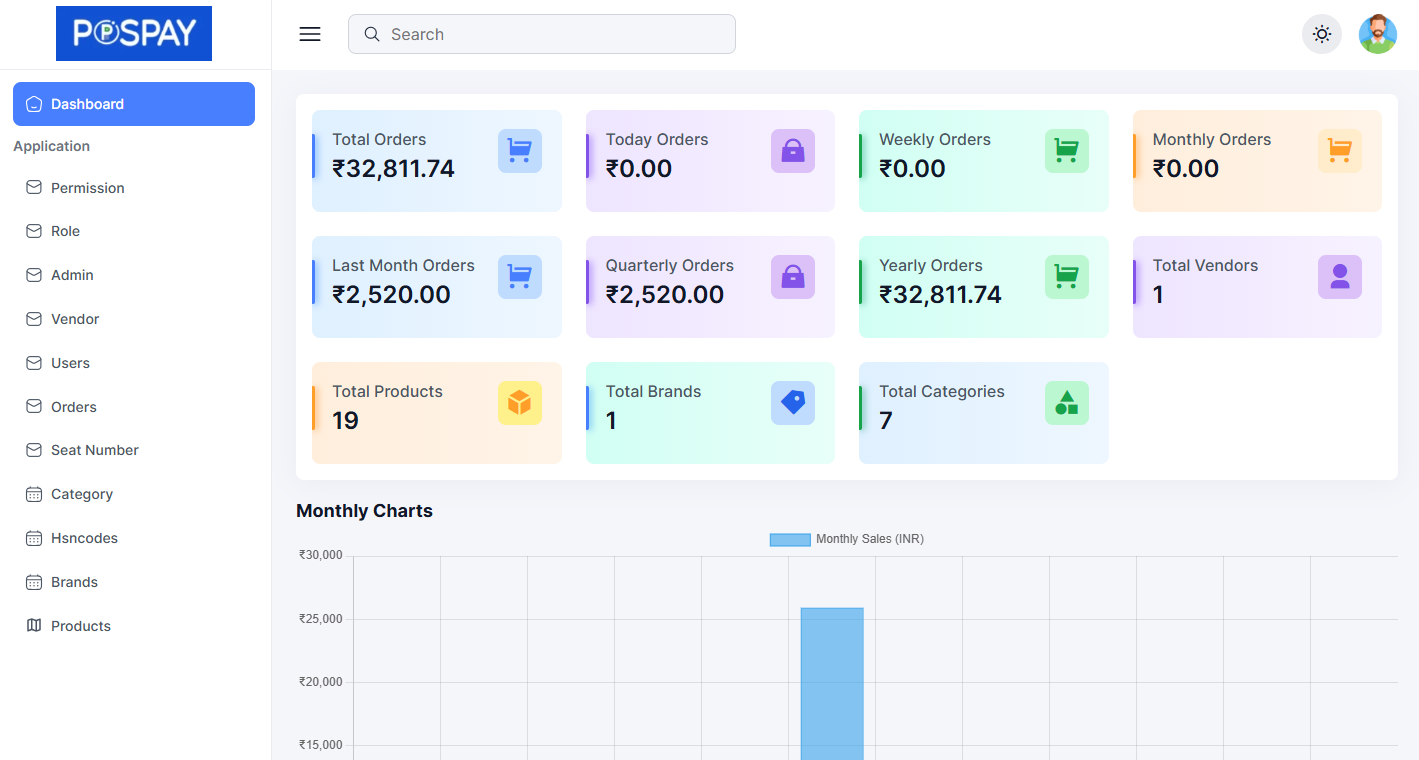 POSPAY
Search
Dashboard
Application
Permission
Role
Admin
Vendor
Users
Orders
Seat Number
Category
Hsncodes
Brands
Products
Total Orders
₹32,811.74
Today Orders
₹0.00
Weekly Orders
₹0.00
Monthly Orders
₹0.00
Last Month Orders
₹2,520.00
Quarterly Orders
₹2,520.00
Yearly Orders
₹32,811.74
Total Vendors
1
Total Products
19
Total Brands
1
Total Categories
7
Monthly Charts
Monthly Sales (INR)
₹30,000
₹25,000
₹20,000
₹15,000